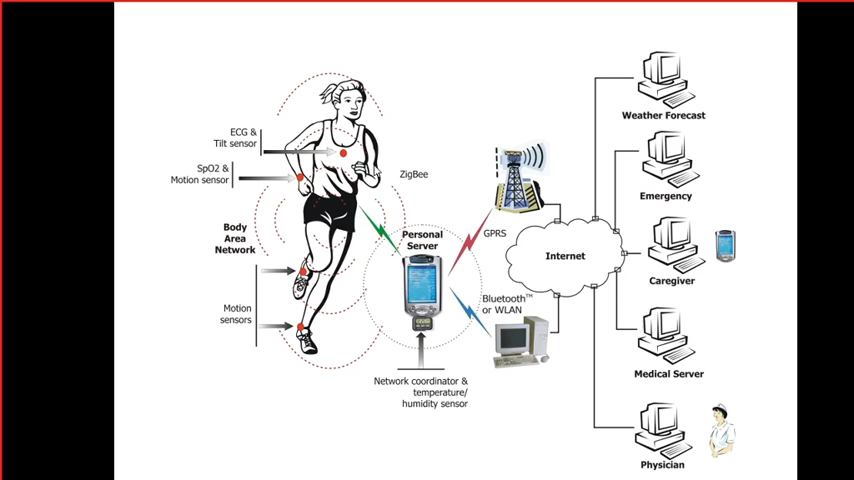 ECG &
Tilt sensor
SpO2 &
Motion sensor
Body
Area
Network
Motion
sensors
ZigBee
Personal
Server
Network coordinator &
temperature/
humidity sensor
GPRS
Bluetooth™
or WLAN
Internet
Weather Forecast
Emergency
Caregiver
Medical Server
Physician